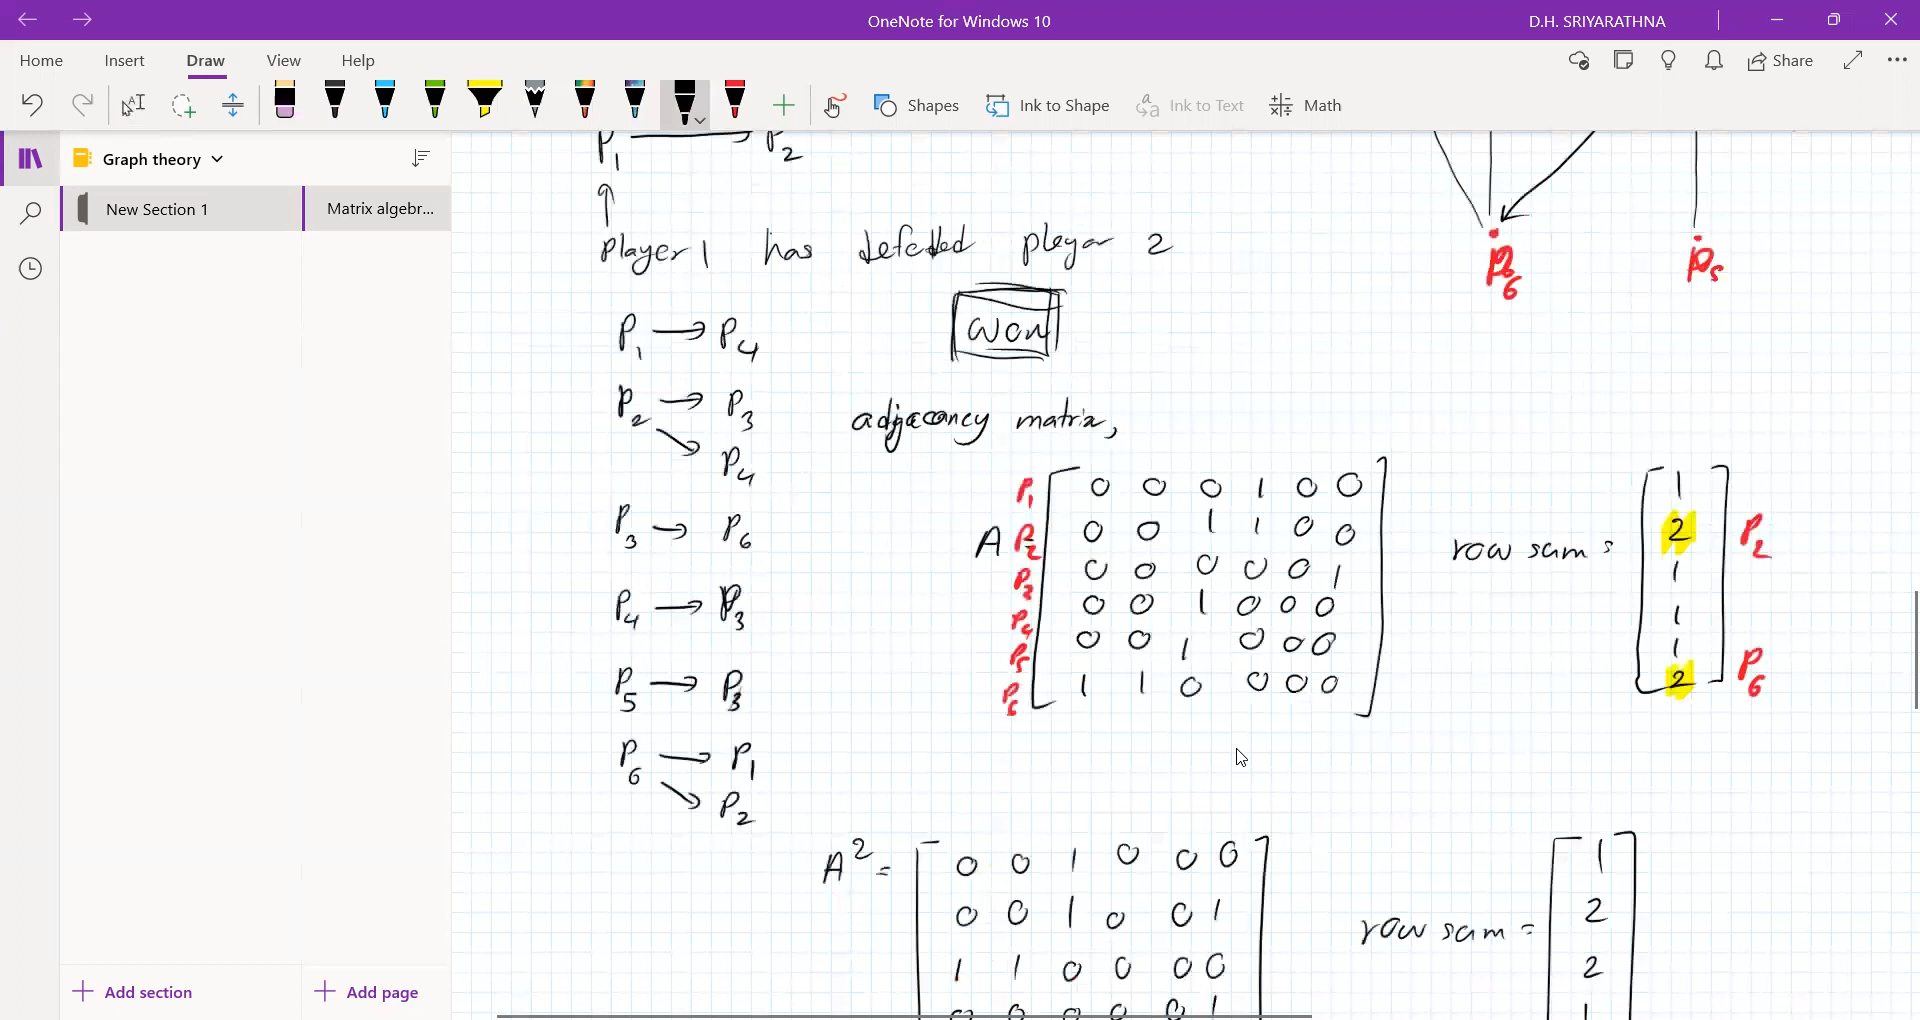 OneNote for Windows 10
D.H. SRIYARATHNA
Home Insert Draw View Help
Share
Shapes Ink to Shape Ink to Text Math
Graph theory
New Section 1
Matrix algebr...
Add section
Add page
P1 → P2
↑
player 1 has defeated player 2
won
P1 → P4
P2 → P3
↘ P4
P3 → P6
P4 → P3
P5 → P3
P6 → P1
↘ P2
P6 P5
adjacency matrix,
A =
P1 0 0 0 1 0 0
P2 0 0 1 1 0 0
P3 0 0 0 0 0 1
P4 0 0 1 0 0 0
P5 0 0 1 0 0 0
P6 1 1 0 0 0 0
row sum =
1
2 P2
1
1
1
2 P6
A² =
0 0 1 0 0 0
0 0 1 0 0 1
1 1 0 0 0 0
0 0 0 0 0 1
row sum =
1
2
2
1